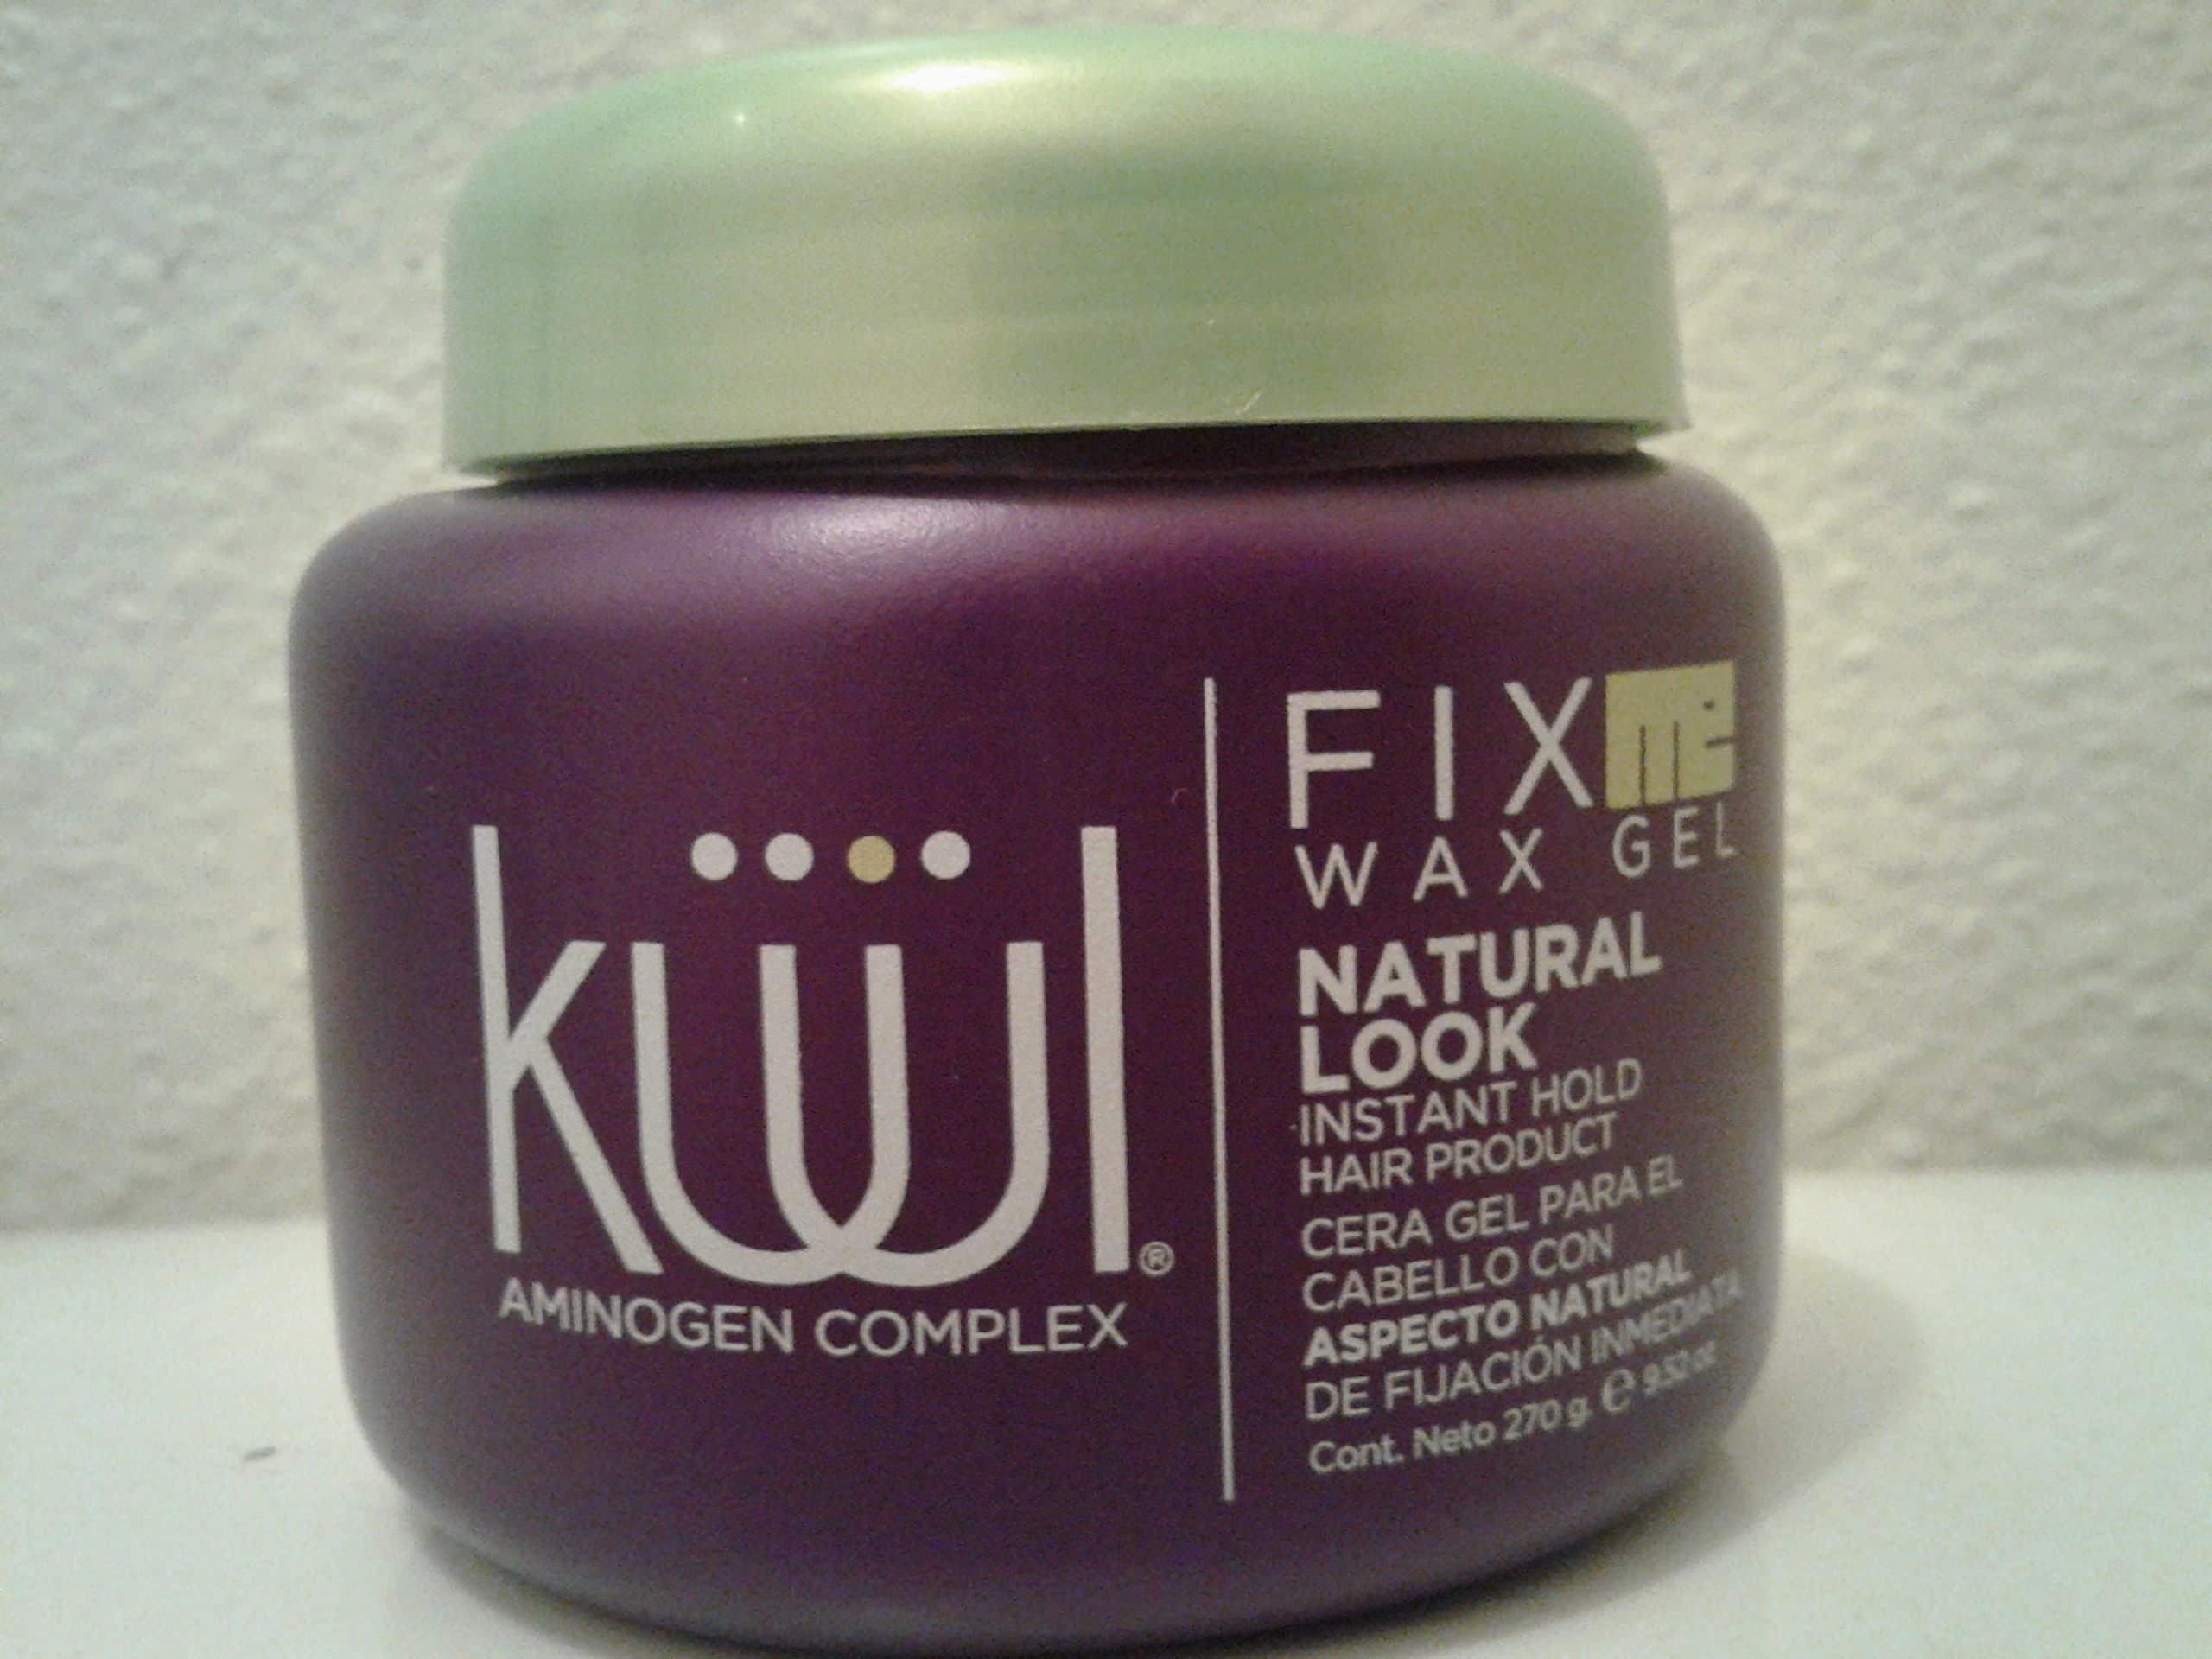 küül®
AMINOGEN COMPLEX
FIX me
WAX GEL
NATURAL
LOOK
INSTANT HOLD
HAIR PRODUCT
CERA GEL PARA EL
CABELLO CON
ASPECTO NATURAL
DE FIJACIÓN INMEDIATA
Cont. Neto 270 g. ℮ 9.52 oz